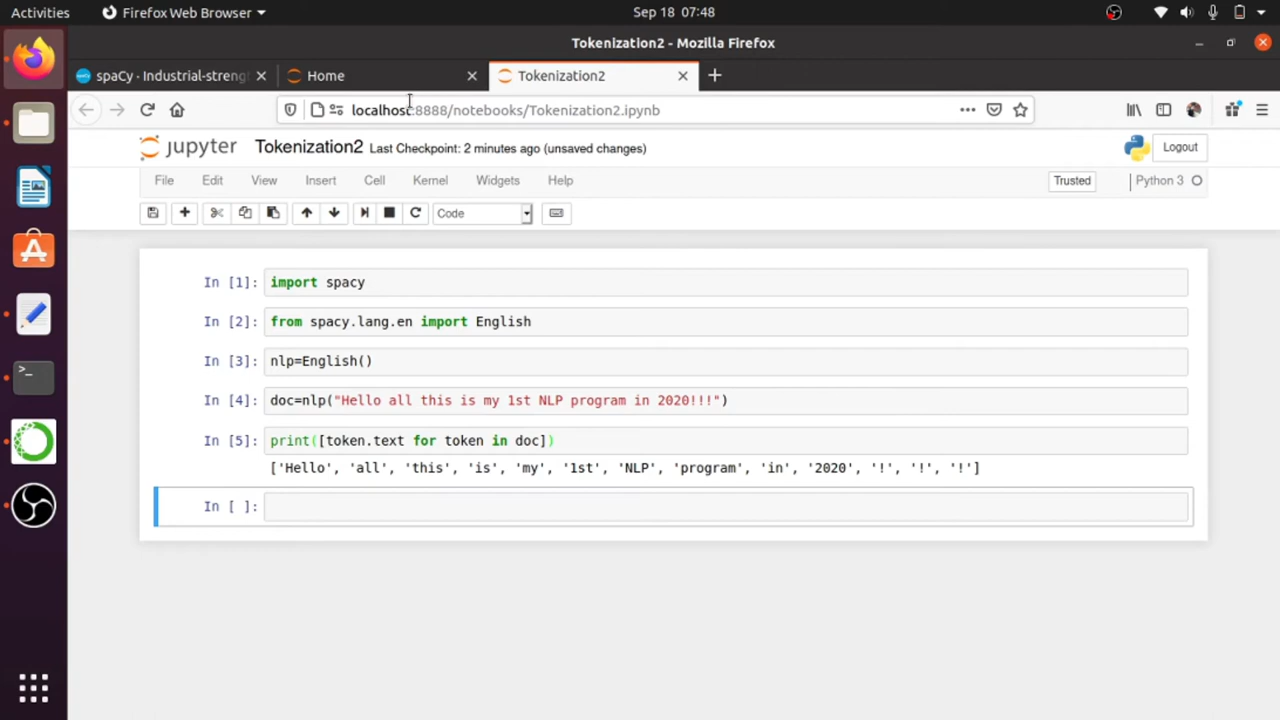 Activities Firefox Web Browser Sep 18 07:48
Tokenization2 - Mozilla Firefox
spaCy · Industrial-streng Home Tokenization2
localhost:8888/notebooks/Tokenization2.ipynb
jupyter Tokenization2 Last Checkpoint: 2 minutes ago (unsaved changes) Logout
File Edit View Insert Cell Kernel Widgets Help Trusted Python 3
Code
In [1]: import spacy
In [2]: from spacy.lang.en import English
In [3]: nlp=English()
In [4]: doc=nlp("Hello all this is my 1st NLP program in 2020!!!")
In [5]: print([token.text for token in doc])
['Hello', 'all', 'this', 'is', 'my', '1st', 'NLP', 'program', 'in', '2020', '!', '!', '!']
In [ ]: